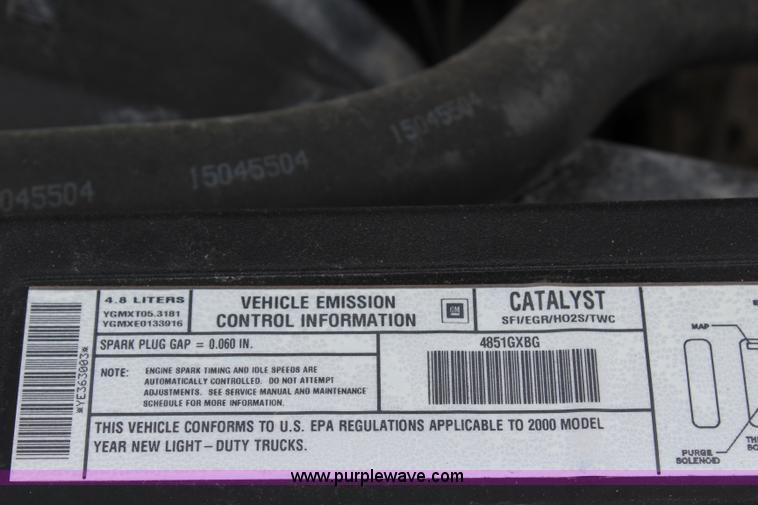 15045504
15045504
045504
4.8 LITERS
YGMXT05.3181
YGMXE0133916
VEHICLE EMISSION
CONTROL INFORMATION
GM
CATALYST
SFI/EGR/HO2S/TWC
SPARK PLUG GAP = 0.060 IN.
NOTE: ENGINE SPARK TIMING AND IDLE SPEEDS ARE
AUTOMATICALLY CONTROLLED. DO NOT ATTEMPT
ADJUSTMENTS. SEE SERVICE MANUAL AND MAINTENANCE
SCHEDULE FOR MORE INFORMATION.
4851GXBG
*YE363003*
THIS VEHICLE CONFORMS TO U.S. EPA REGULATIONS APPLICABLE TO 2000 MODEL
YEAR NEW LIGHT-DUTY TRUCKS.
MAP
PURGE
SOLENOID
www.purplewave.com